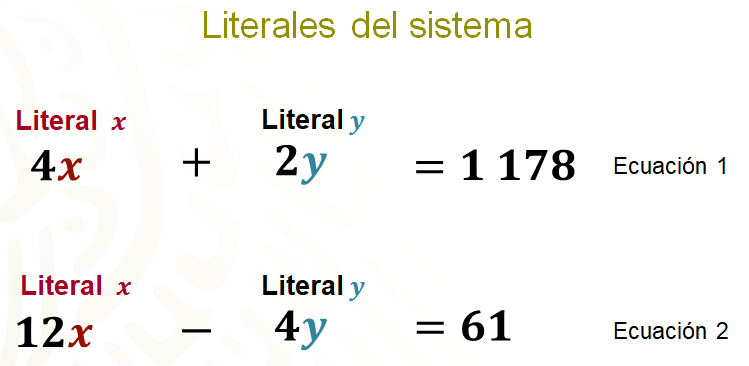 Literales del sistema
Literal x Literal y
4x + 2y = 1 178 Ecuación 1
Literal x Literal y
12x − 4y = 61 Ecuación 2